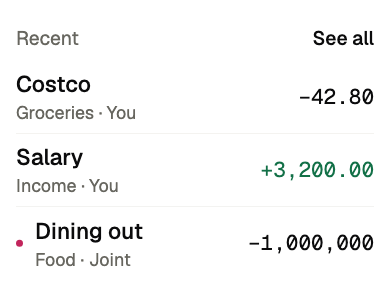 Recent See all
Costco −42.80
Groceries · You
Salary +3,200.00
Income · You
Dining out −1,000,000
Food · Joint